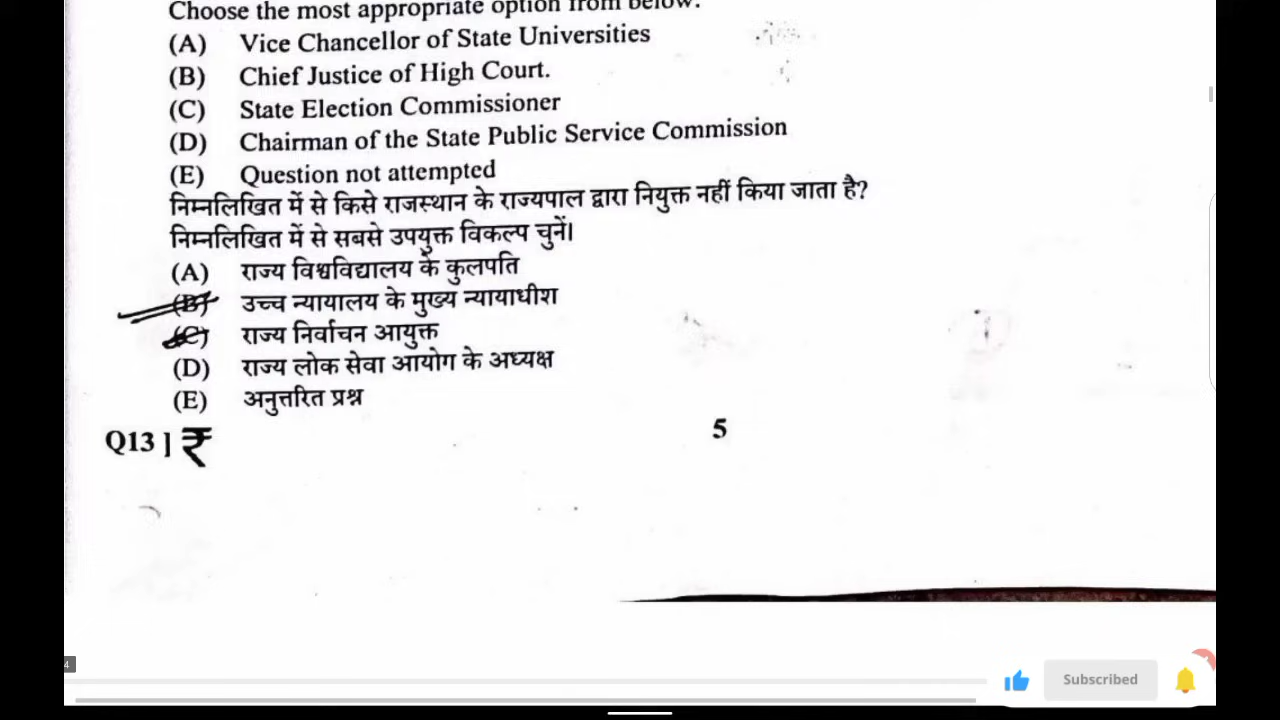 Choose the most appropriate option from below.
(A) Vice Chancellor of State Universities
(B) Chief Justice of High Court.
(C) State Election Commissioner
(D) Chairman of the State Public Service Commission
(E) Question not attempted
निम्नलिखित में से किसे राजस्थान के राज्यपाल द्वारा नियुक्त नहीं किया जाता है?
निम्नलिखित में से सबसे उपयुक्त विकल्प चुनें।
(A) राज्य विश्वविद्यालय के कुलपति
(B) उच्च न्यायालय के मुख्य न्यायाधीश
(C) राज्य निर्वाचन आयुक्त
(D) राज्य लोक सेवा आयोग के अध्यक्ष
(E) अनुत्तरित प्रश्न
Q13 ] ₹
5
4
Subscribed